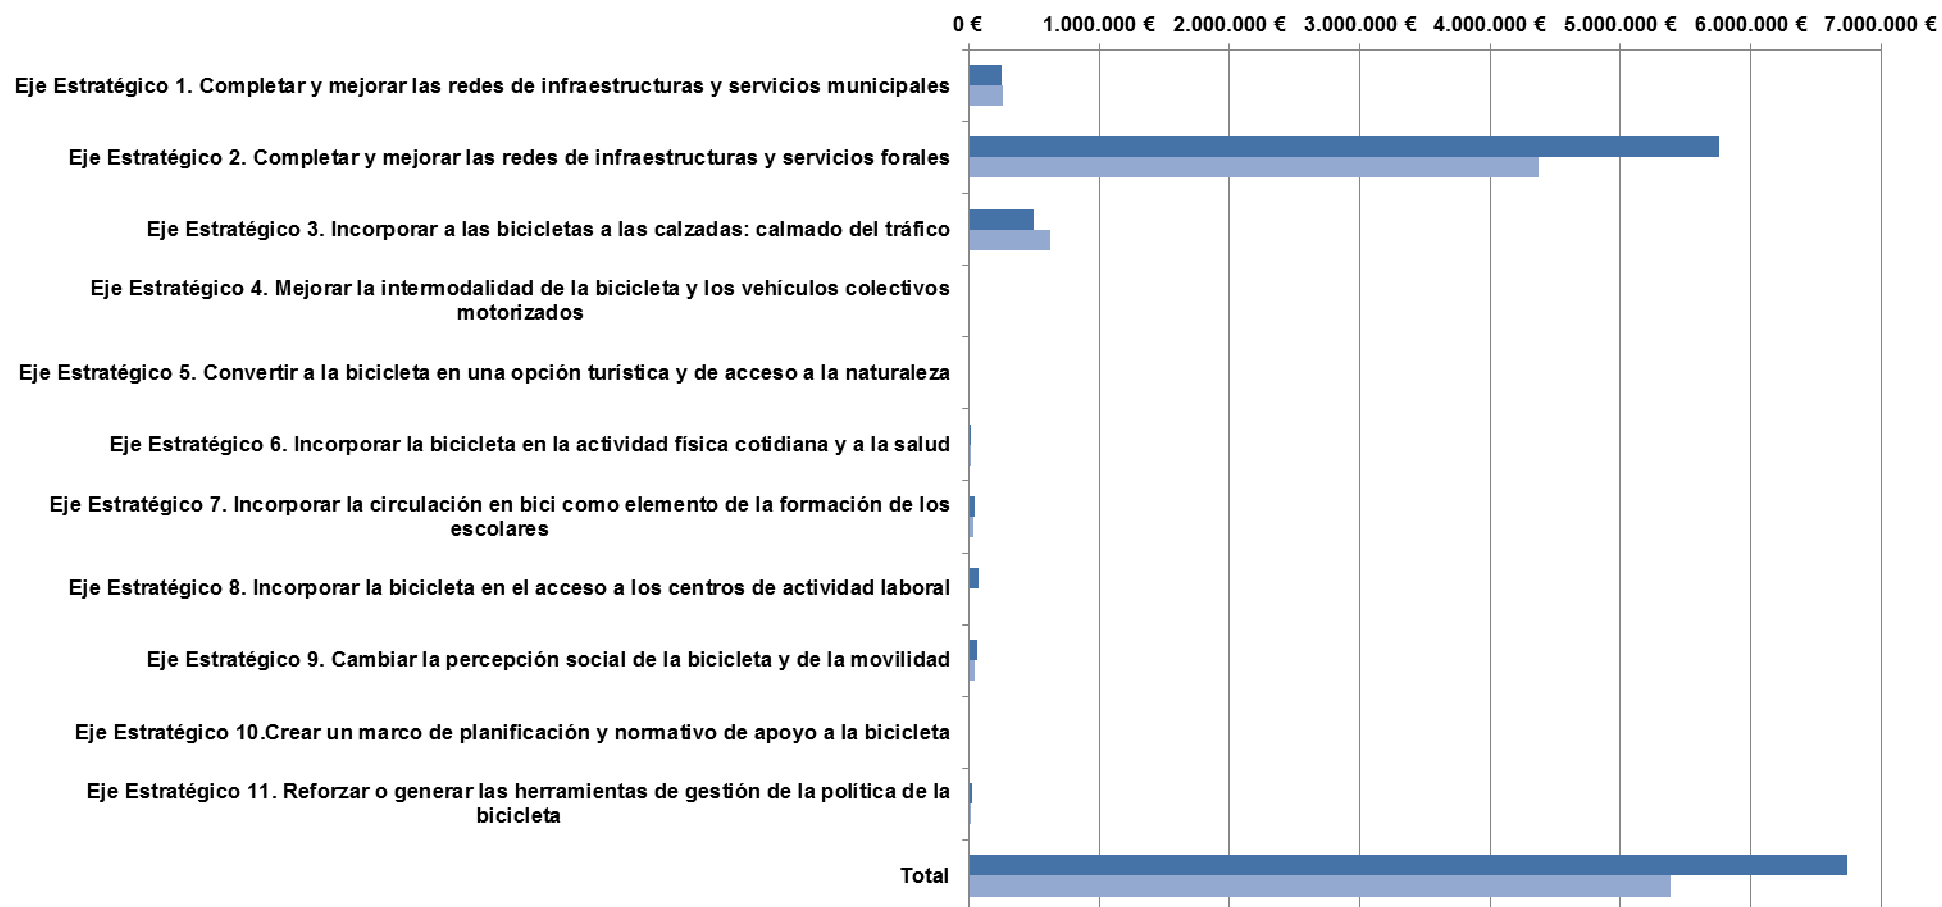 0 € 1.000.000 € 2.000.000 € 3.000.000 € 4.000.000 € 5.000.000 € 6.000.000 € 7.000.000 €
Eje Estratégico 1. Completar y mejorar las redes de infraestructuras y servicios municipales
Eje Estratégico 2. Completar y mejorar las redes de infraestructuras y servicios forales
Eje Estratégico 3. Incorporar a las bicicletas a las calzadas: calmado del tráfico
Eje Estratégico 4. Mejorar la intermodalidad de la bicicleta y los vehículos colectivos
motorizados
Eje Estratégico 5. Convertir a la bicicleta en una opción turística y de acceso a la naturaleza
Eje Estratégico 6. Incorporar la bicicleta en la actividad física cotidiana y a la salud
Eje Estratégico 7. Incorporar la circulación en bici como elemento de la formación de los
escolares
Eje Estratégico 8. Incorporar la bicicleta en el acceso a los centros de actividad laboral
Eje Estratégico 9. Cambiar la percepción social de la bicicleta y de la movilidad
Eje Estratégico 10.Crear un marco de planificación y normativo de apoyo a la bicicleta
Eje Estratégico 11. Reforzar o generar las herramientas de gestión de la política de la
bicicleta
Total